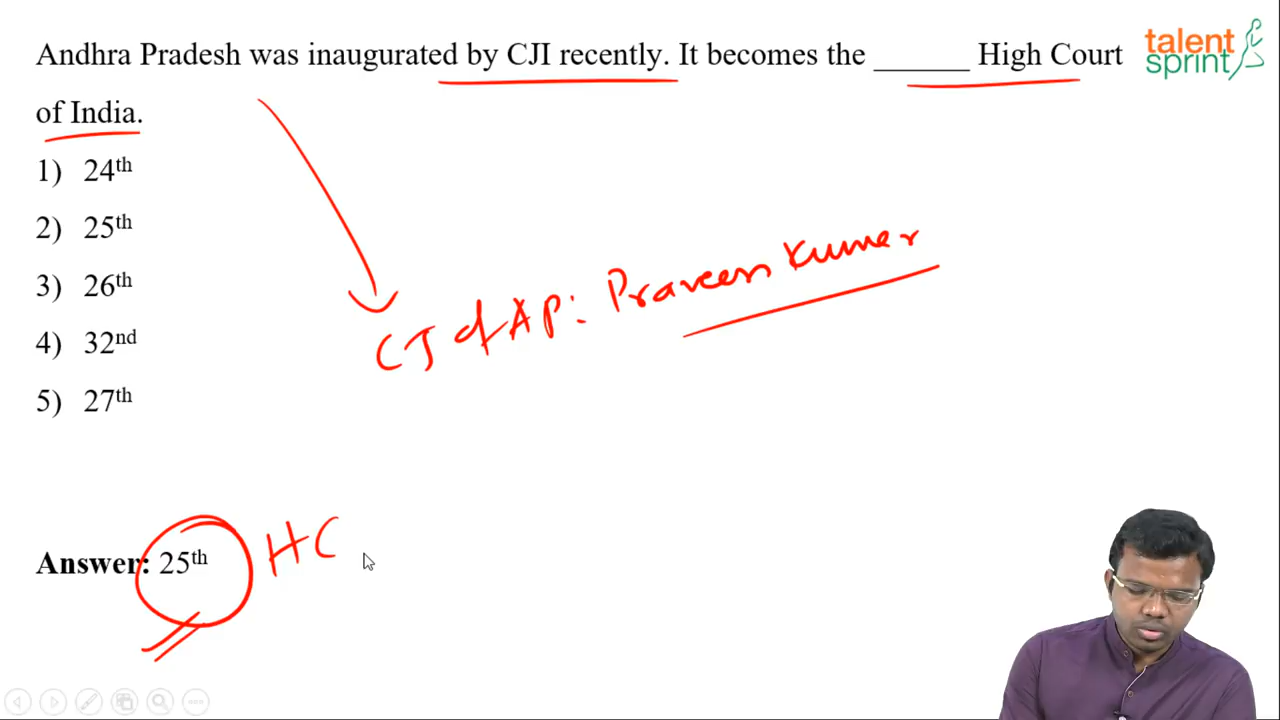 Andhra Pradesh was inaugurated by CJI recently. It becomes the ______ High Court
talent
sprint
of India.
1) 24th
2) 25th
3) 26th
4) 32nd
5) 27th
CJ of AP: Praveen Kumar
Answer: 25th HC